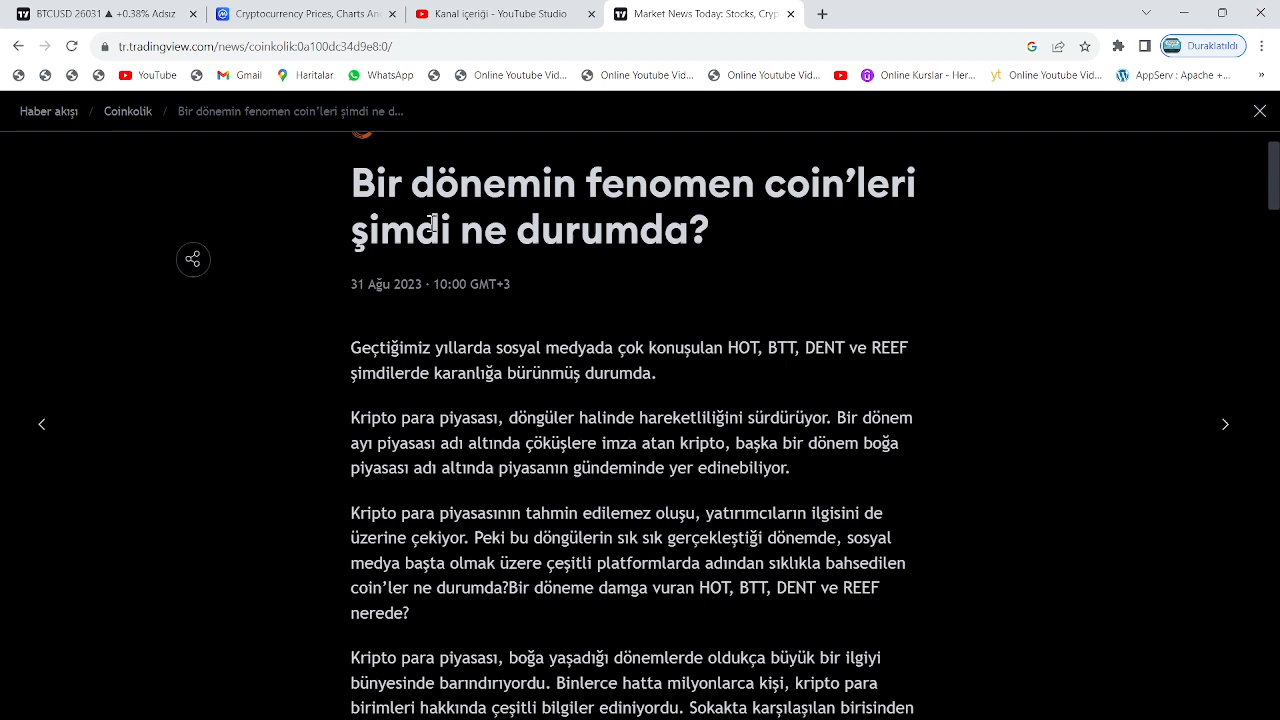 BTCUSD 26031 ▲ +0.38% Adsız
Cryptocurrency Prices, Charts An
Kanal içeriği - YouTube Studio
Market News Today: Stocks, Cryp
tr.tradingview.com/news/coinkolik:0a100dc34d9e8:0/
Duraklatıldı
YouTube
Gmail
Haritalar
WhatsApp
Online Youtube Vid...
Online Youtube Vid...
Online Youtube Vid...
Online Kurslar - Her...
Online Youtube Vid...
AppServ : Apache +...
»
Haber akışı / Coinkolik / Bir dönemin fenomen coin’leri şimdi ne d...
Bir dönemin fenomen coin’leri
şimdi ne durumda?
31 Ağu 2023 · 10:00 GMT+3
Geçtiğimiz yıllarda sosyal medyada çok konuşulan HOT, BTT, DENT ve REEF
şimdilerde karanlığa bürünmüş durumda.
Kripto para piyasası, döngüler halinde hareketliliğini sürdürüyor. Bir dönem
ayı piyasası adı altında çöküşlere imza atan kripto, başka bir dönem boğa
piyasası adı altında piyasanın gündeminde yer edinebiliyor.
Kripto para piyasasının tahmin edilemez oluşu, yatırımcıların ilgisini de
üzerine çekiyor. Peki bu döngülerin sık sık gerçekleştiği dönemde, sosyal
medya başta olmak üzere çeşitli platformlarda adından sıklıkla bahsedilen
coin’ler ne durumda?Bir döneme damga vuran HOT, BTT, DENT ve REEF
nerede?
Kripto para piyasası, boğa yaşadığı dönemlerde oldukça büyük bir ilgiyi
bünyesinde barındırıyordu. Binlerce hatta milyonlarca kişi, kripto para
birimleri hakkında çeşitli bilgiler ediniyordu. Sokakta karşılaşılan birisinden